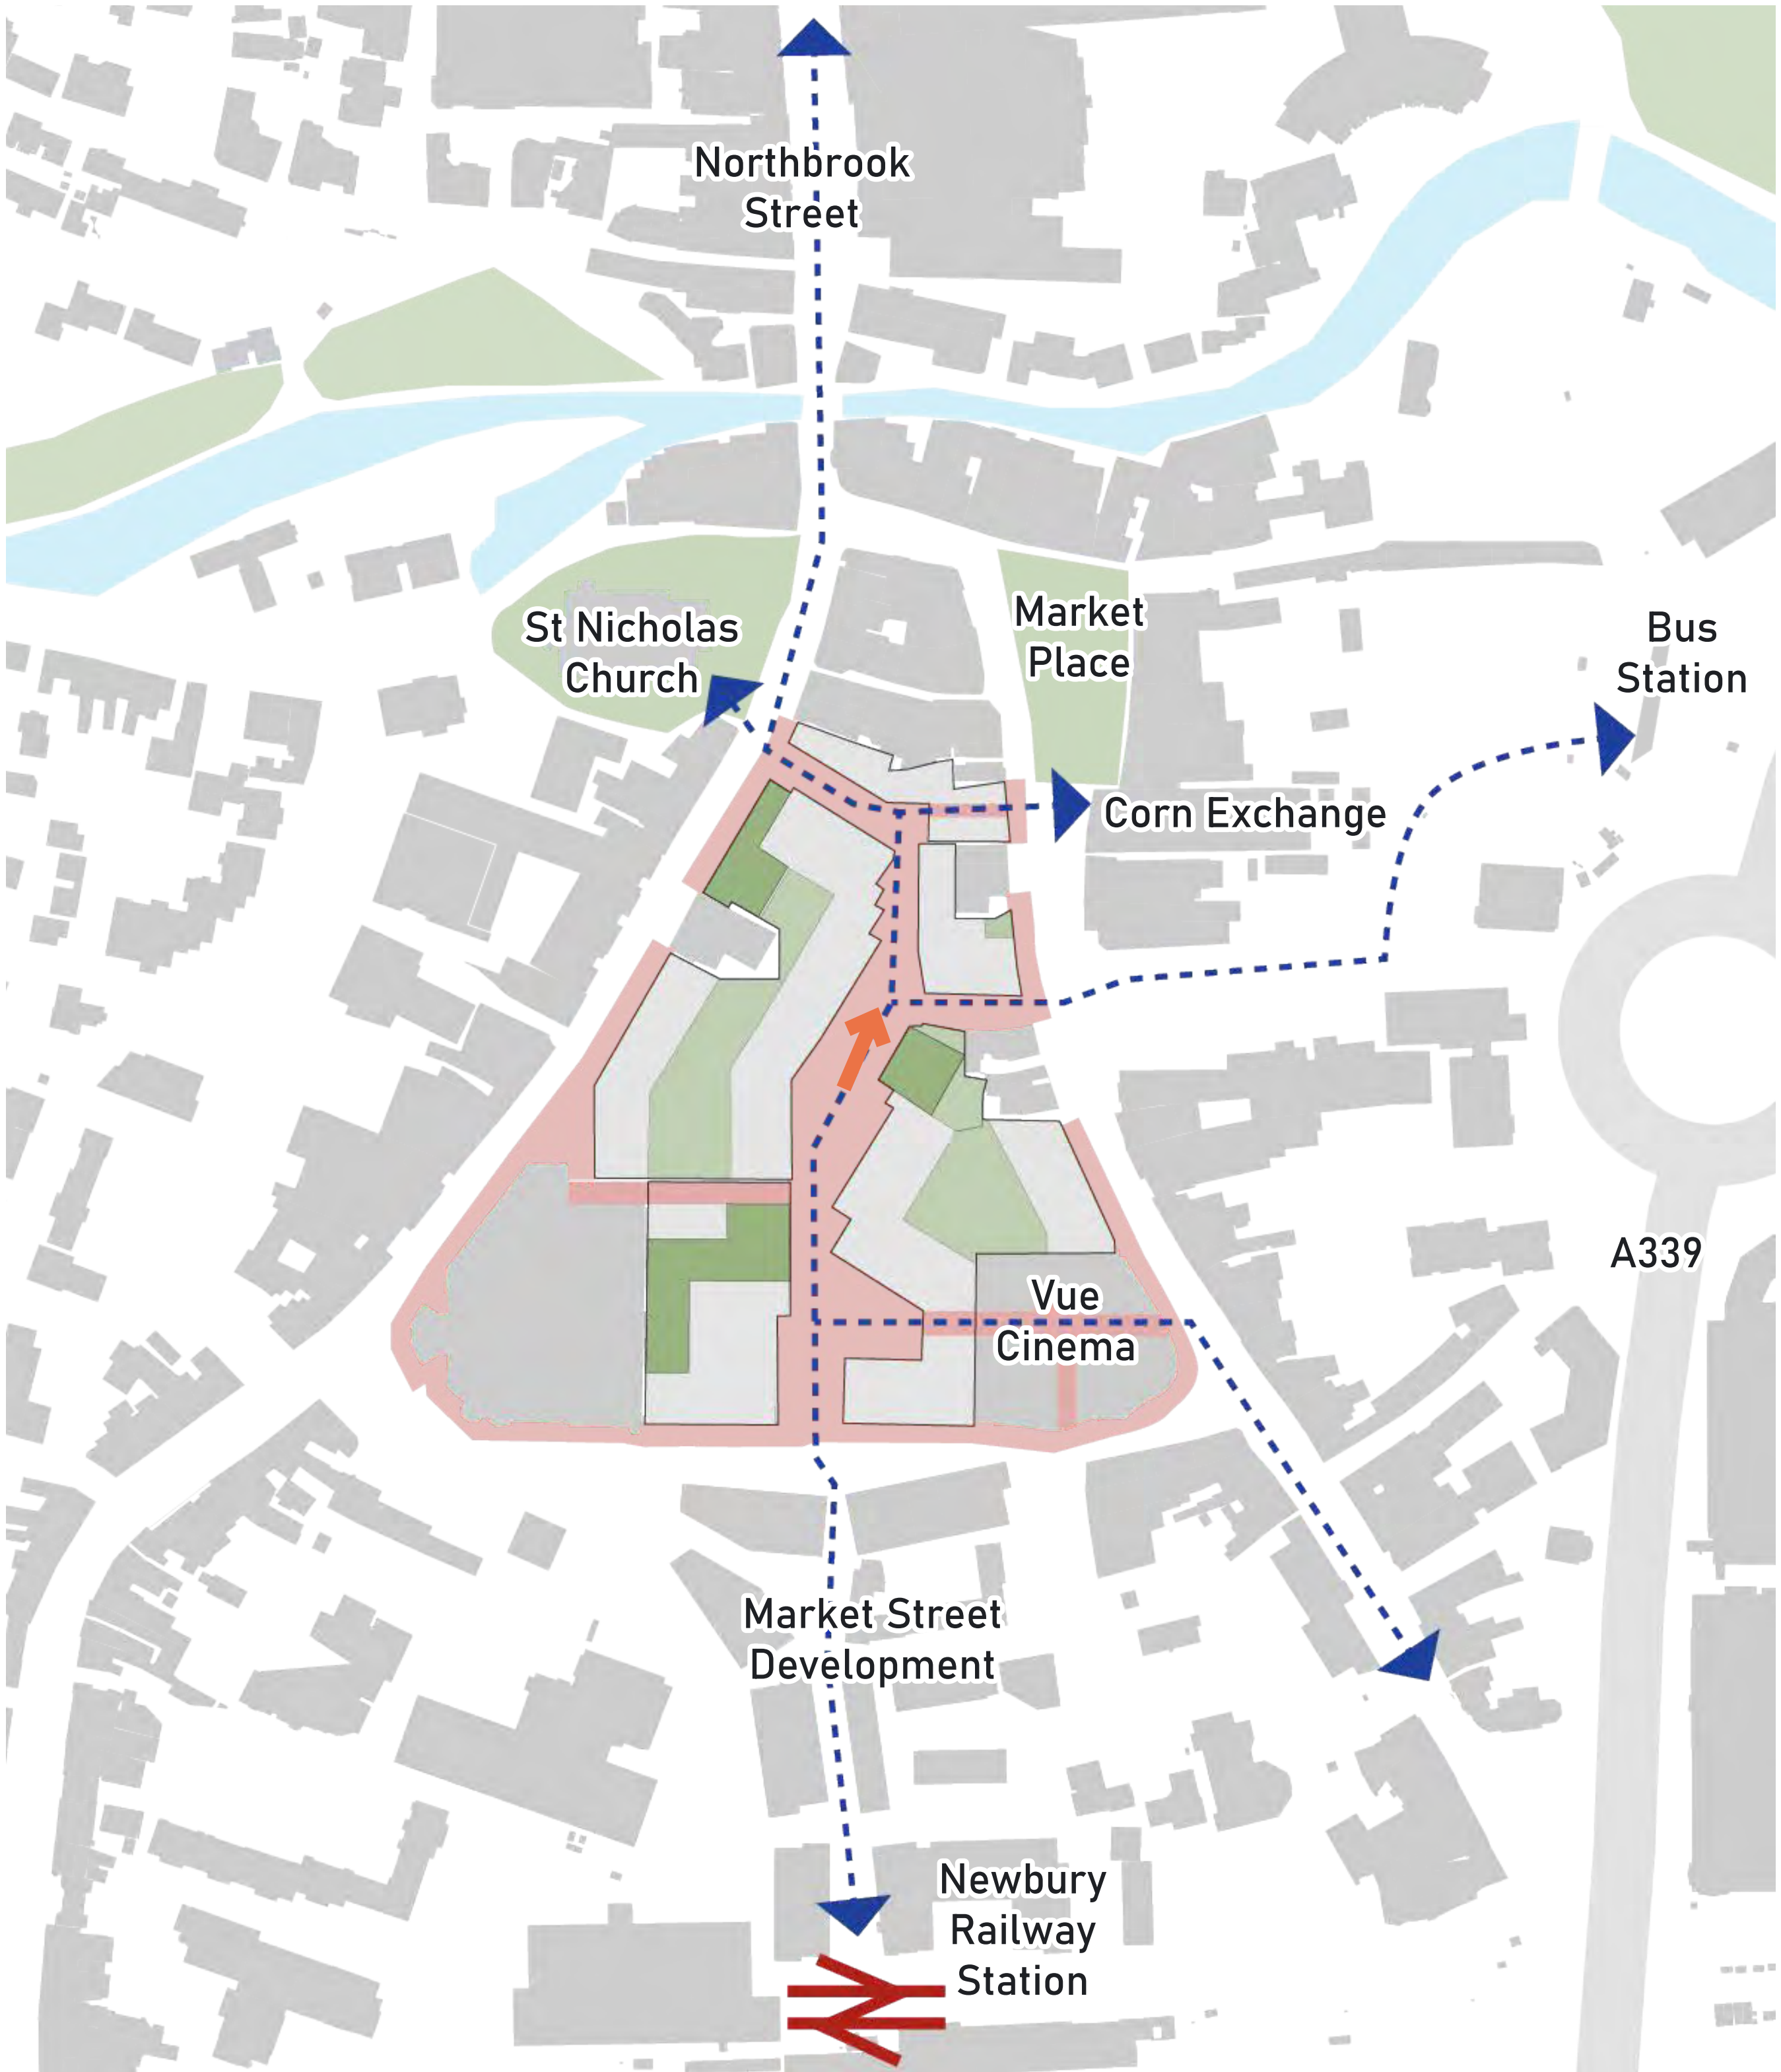 Northbrook
Street
St Nicholas
Church
Market
Place
Bus
Station
Corn Exchange
A339
Vue
Cinema
Market Street
Development
Newbury
Railway
Station